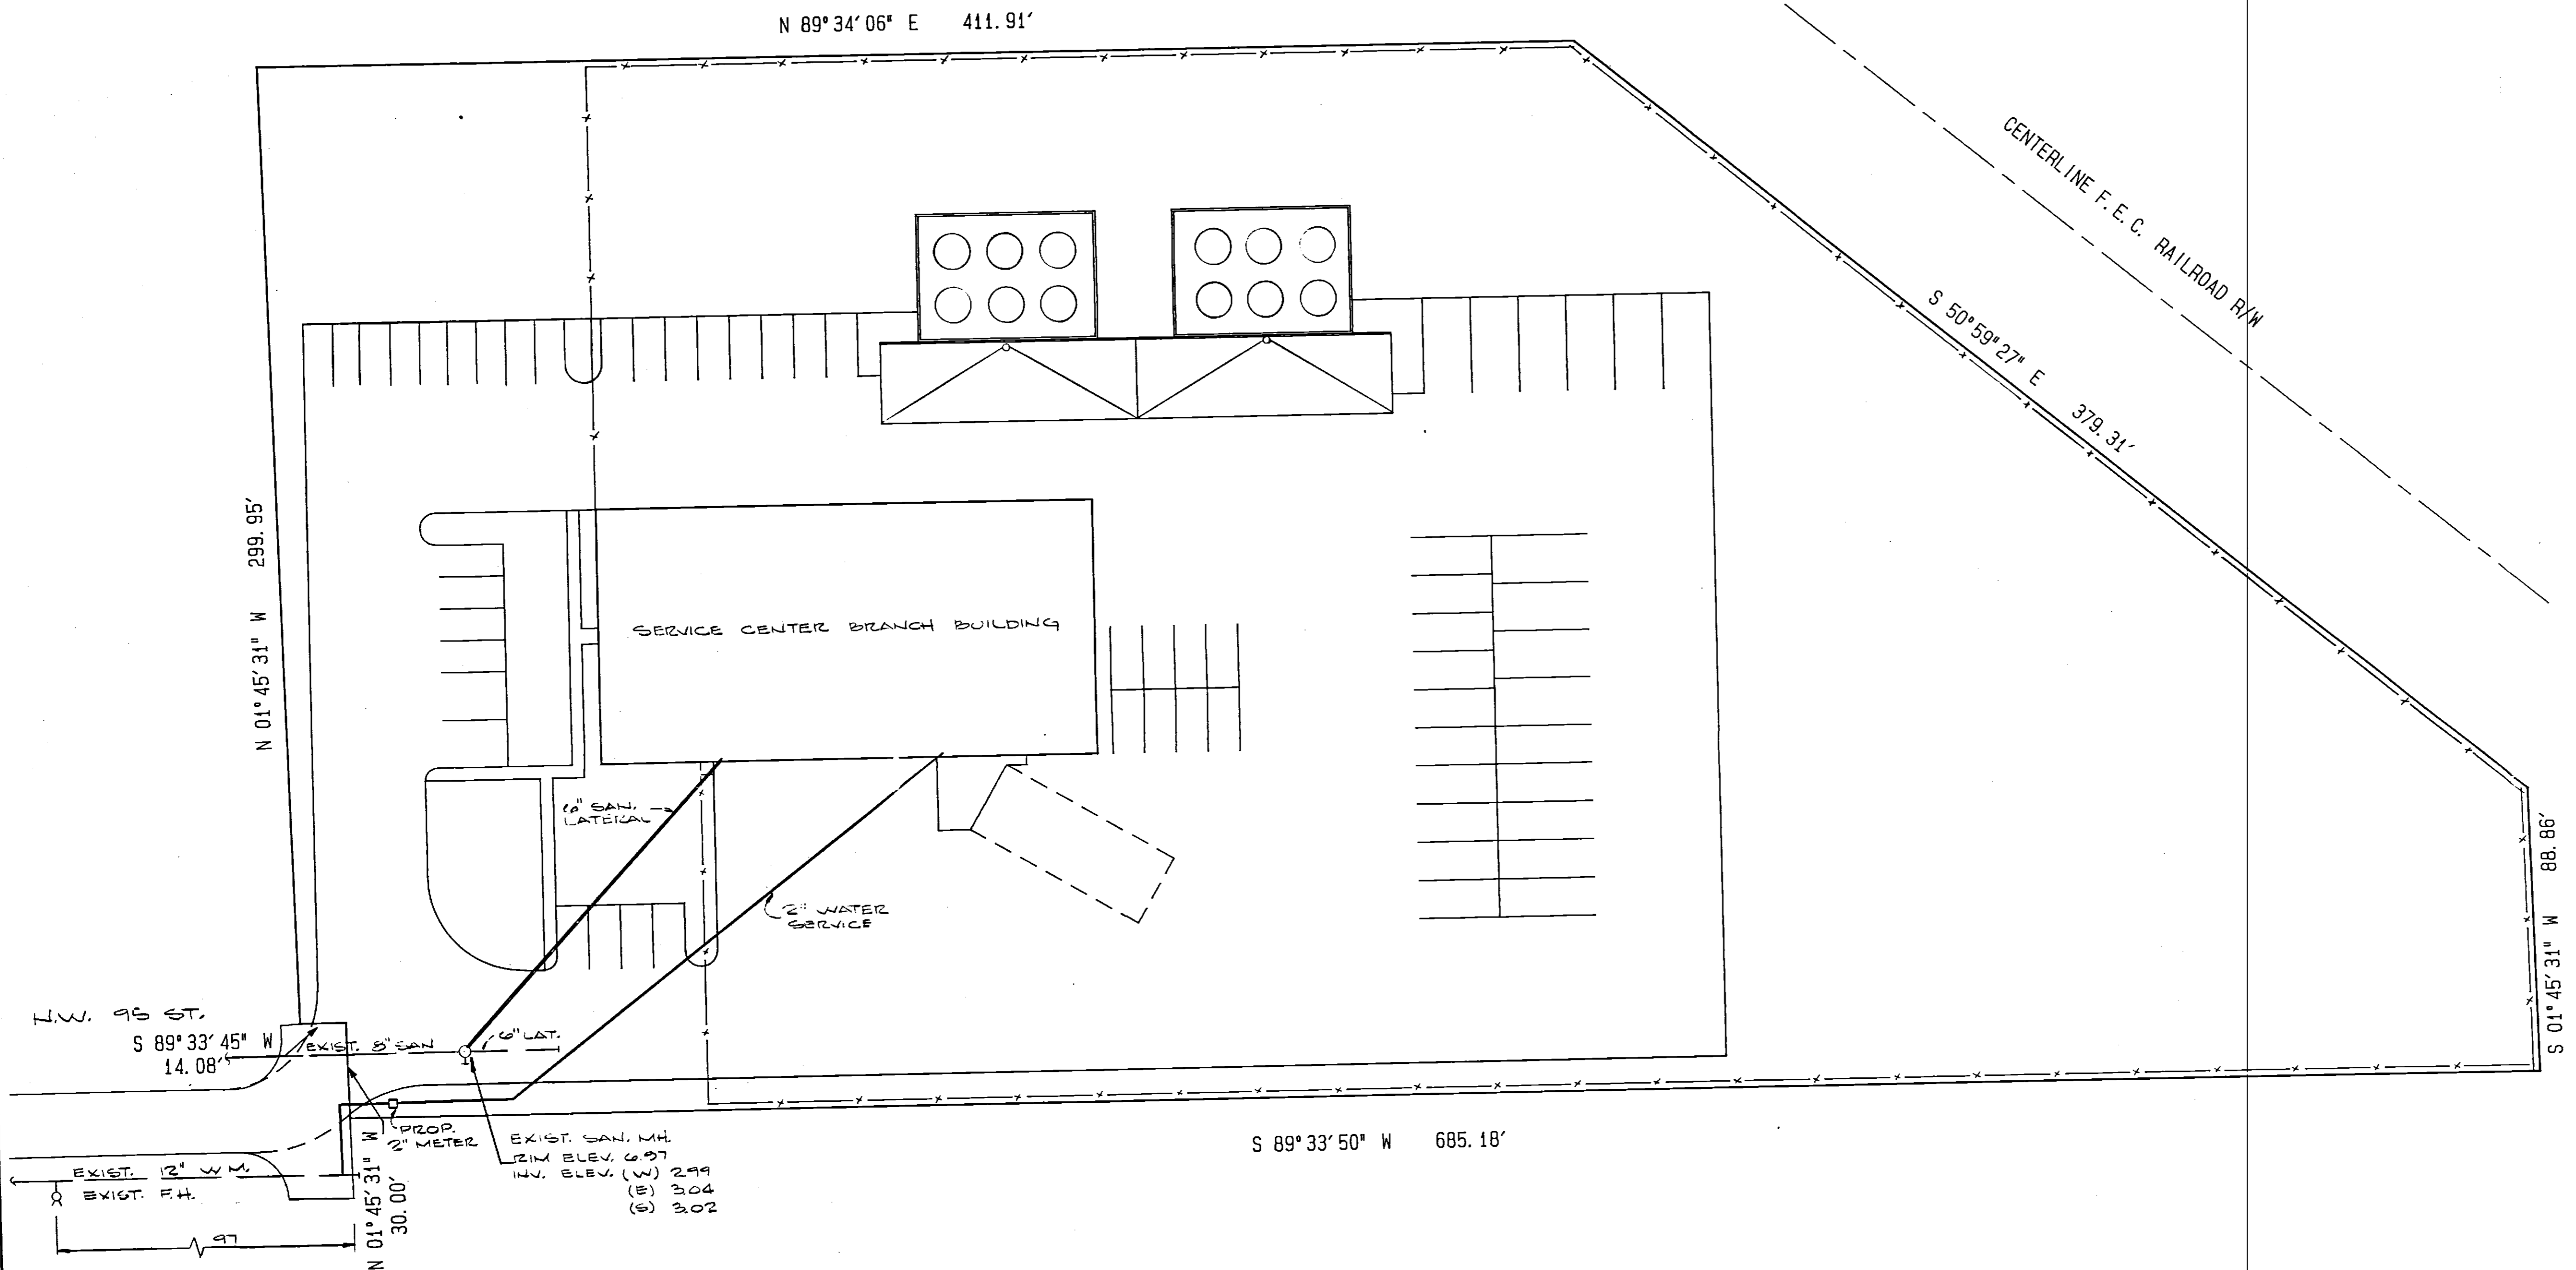 N 89°34'06" E 411.91'
CENTERLINE F.E.C. RAILROAD R/W
S 50°59"27" E 379.31'
N 01°45'31" W 299.95'
SERVICE CENTER BRANCH BUILDING
6" SAN.
LATERAL
2" WATER
SERVICE
S 01°45'31" W 88.86'
N.W. 95 ST.
S 89°33'45" W
14.08'
EXIST. 8" SAN
6" LAT.
PROP.
2" METER
EXIST. SAN. MH.
RIM ELEV. 6.97
INV. ELEV. (W) 2.99
(E) 3.04
(S) 3.02
S 89°33'50" W 685.18'
EXIST. 12" W.M.
EXIST. F.H.
N 01°45'31" W
30.00'
97